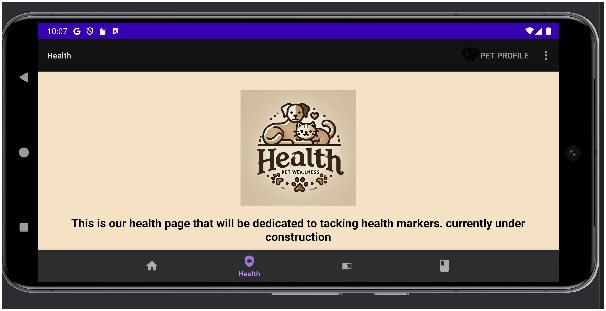 10:07
Health
PET PROFILE
Health
PET WELLNESS
This is our health page that will be dedicated to tacking health markers. currently under
construction
Health